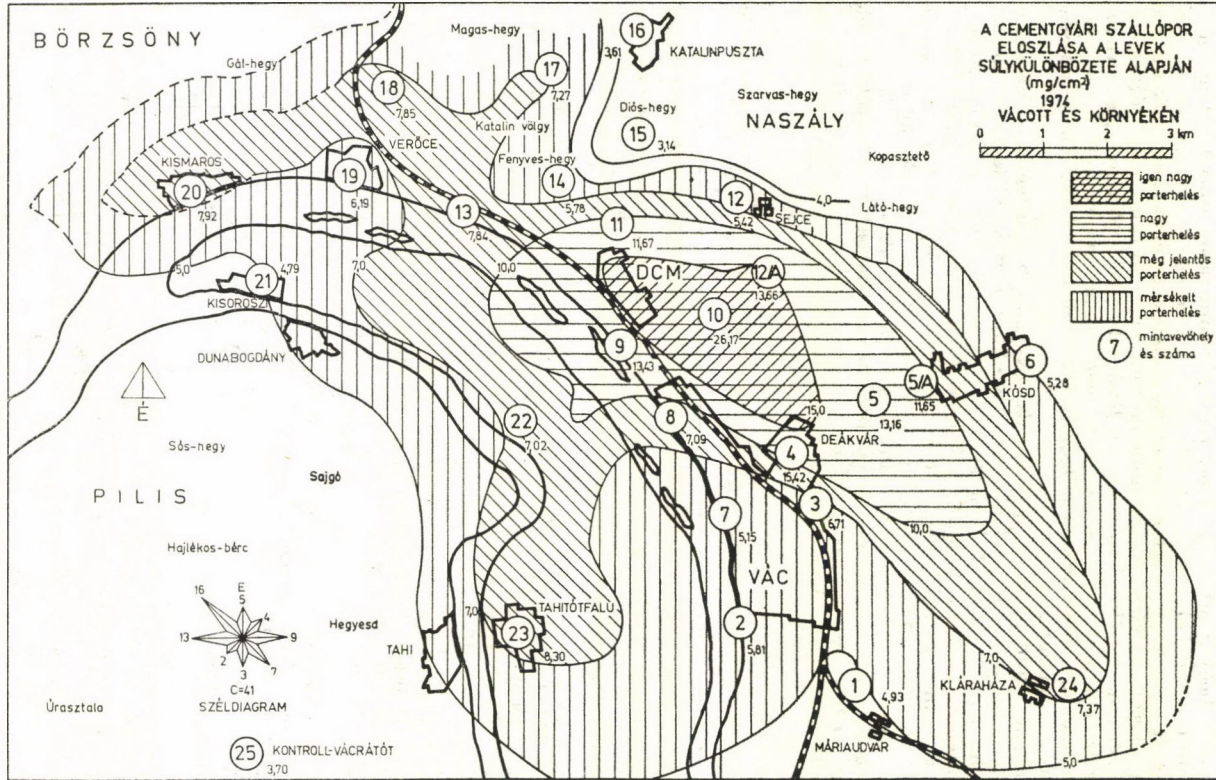 BÖRZSÖNY
Magas-hegy
16
KATALINPUSZTA
3,61
A CEMENTGYÁRI SZÁLLÓPOR
ELOSZLÁSA A LEVEK
SÚLYKÜLÖNBÖZETE ALAPJÁN
(mg/cm²)
1974
VÁCOTT ÉS KÖRNYÉKÉN
0 1 2 3 km
Gál-hegy
17
7,27
18
7,85
Diós-hegy
Szarvas-hegy
NASZÁLY
15
3,14
Katalin völgy
VERŐCE
Kopasztető
KISMAROS
Fenyves-hegy
19
6,19
20
7,92
14
5,78
12
5,42
SEJCE
4,0
Látó-hegy
13
7,84
11
11,67
igen nagy
porterhelés
nagy
porterhelés
még jelentős
porterhelés
mérsékelt
porterhelés
7
mintavevőhely
és száma
5,0
4,79
21
KISOROSZI
7,0
10,0
DCM
12/A
13,66
10
26,17
DUNABOGDÁNY
9
13,43
6
5,28
5/A
11,65
KÓSD
5
13,16
É
22
7,02
8
7,09
15,0
DEÁKVÁR
4
15,42
Sós-hegy
Sajgó
PILIS
7
5,15
3
6,71
10,0
Hajlékos-bérc
VÁC
16
E
5
4
13
9
2
3
7
C=41
SZÉLDIAGRAM
Hegyesd
7,0
TAHITÓTFALU
23
8,30
TAHI
2
5,81
7,0
1
4,93
KLÁRAHÁZA
24
7,37
Úrasztala
MÁRIAUDVAR
5,0
25
KONTROLL-VÁCRÁTÓT
3,70